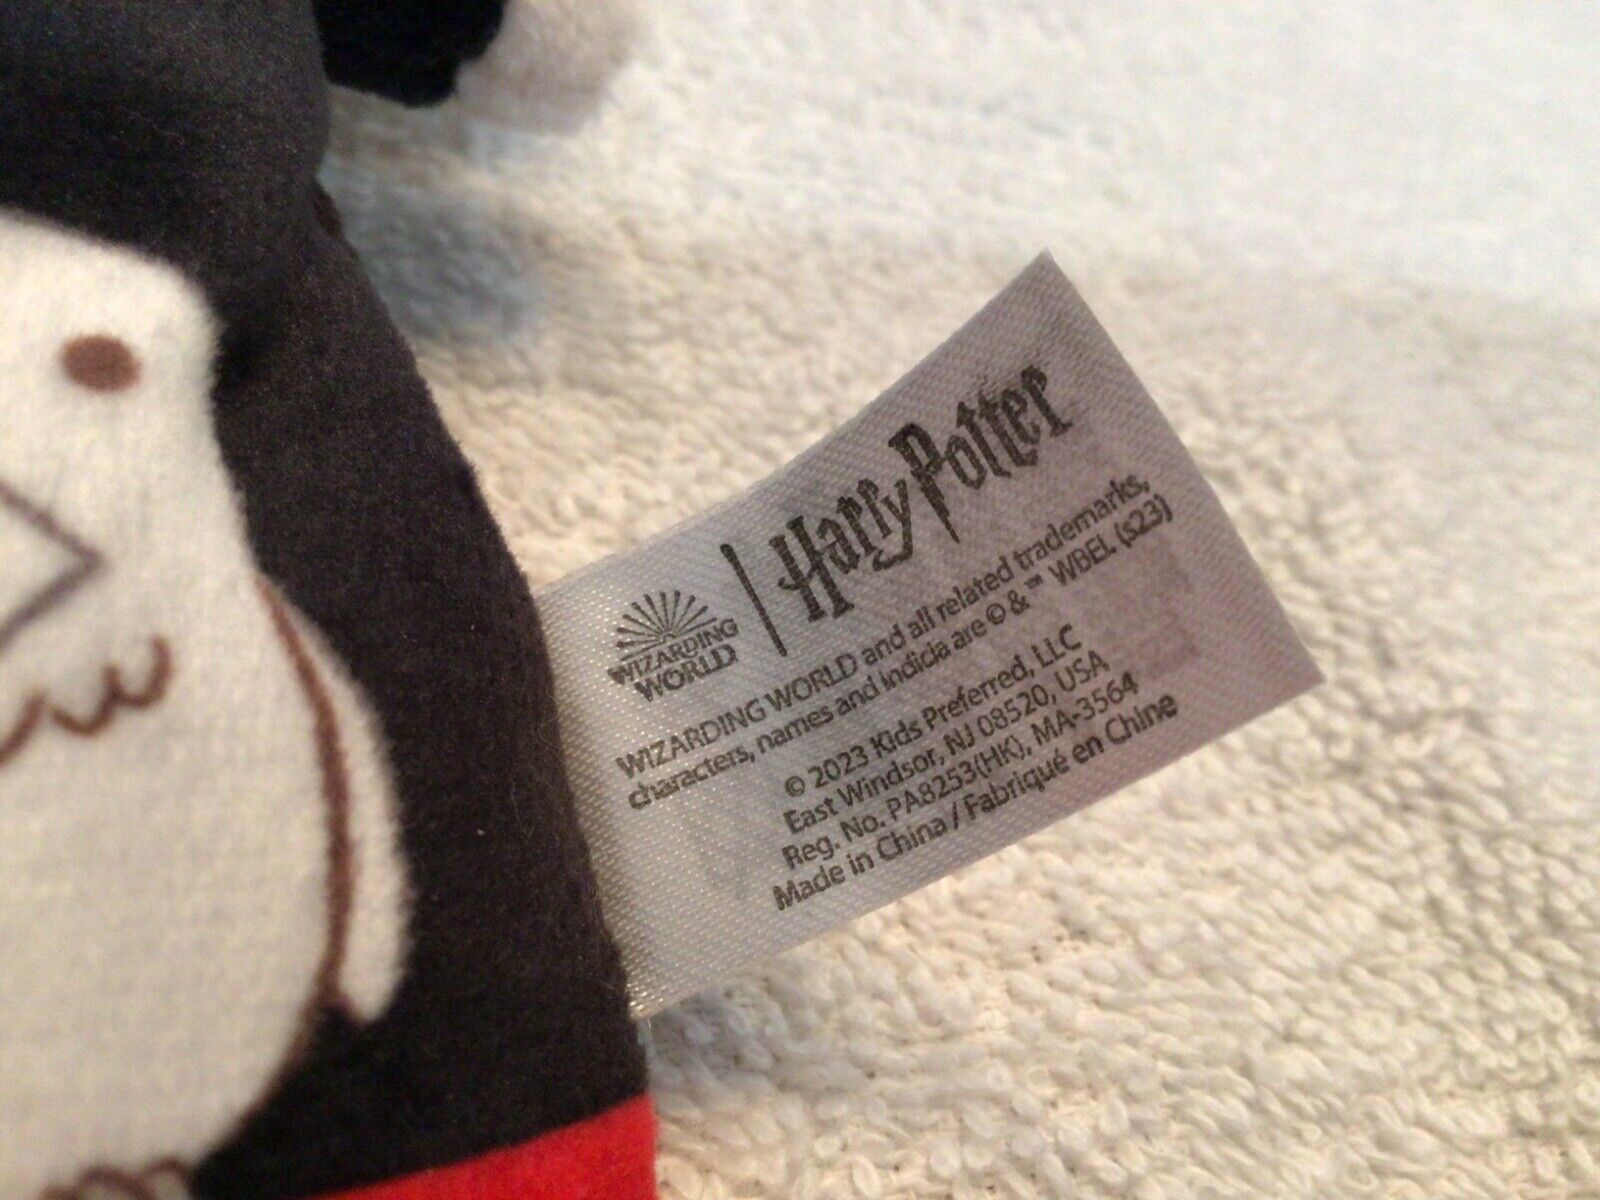 WIZARDING
WORLD
Harry Potter
WIZARDING WORLD and all related trademarks,
characters, names and indicia are © & ™ WBEI. (s23)
© 2023 Kids Preferred, LLC
East Windsor, NJ 08520, USA
Reg. No. PA8253(HK), MA-3564
Made in China / Fabriqué en Chine